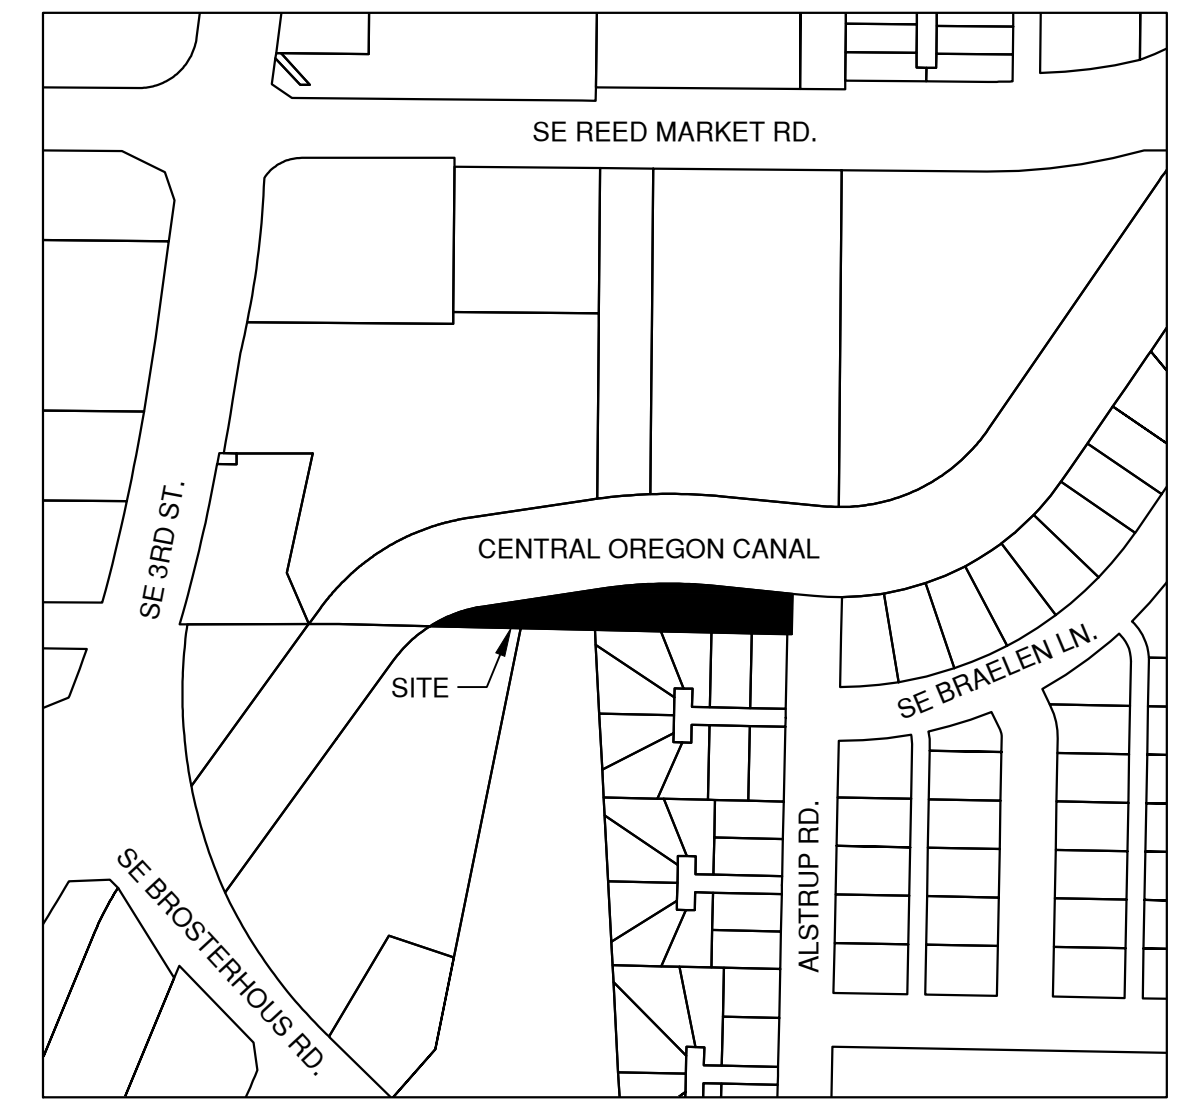 SE REED MARKET RD.
SE 3RD ST.
CENTRAL OREGON CANAL
SITE
SE BRAELEN LN.
ALSTRUP RD.
SE BROSTERHOUS RD.